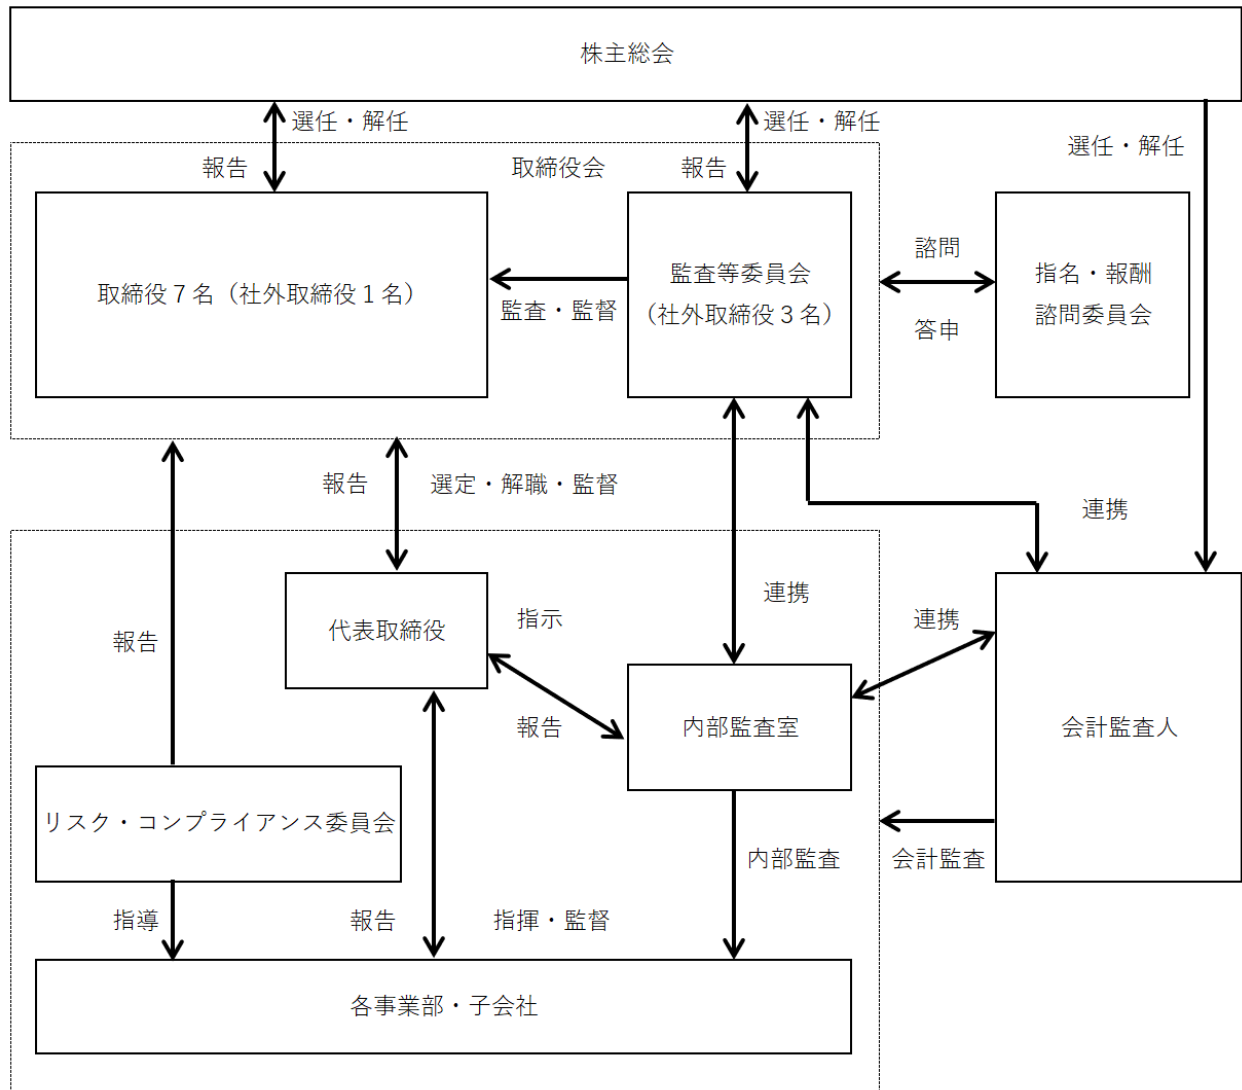 株主総会
選任・解任
選任・解任
選任・解任
報告
取締役会
報告
取締役７名（社外取締役１名）
監査・監督
監査等委員会
（社外取締役３名）
諮問
答申
指名・報酬
諮問委員会
報告
選定・解職・監督
連携
代表取締役
指示
連携
連携
報告
報告
内部監査室
会計監査人
リスク・コンプライアンス委員会
内部監査
会計監査
指導
報告
指揮・監督
各事業部・子会社